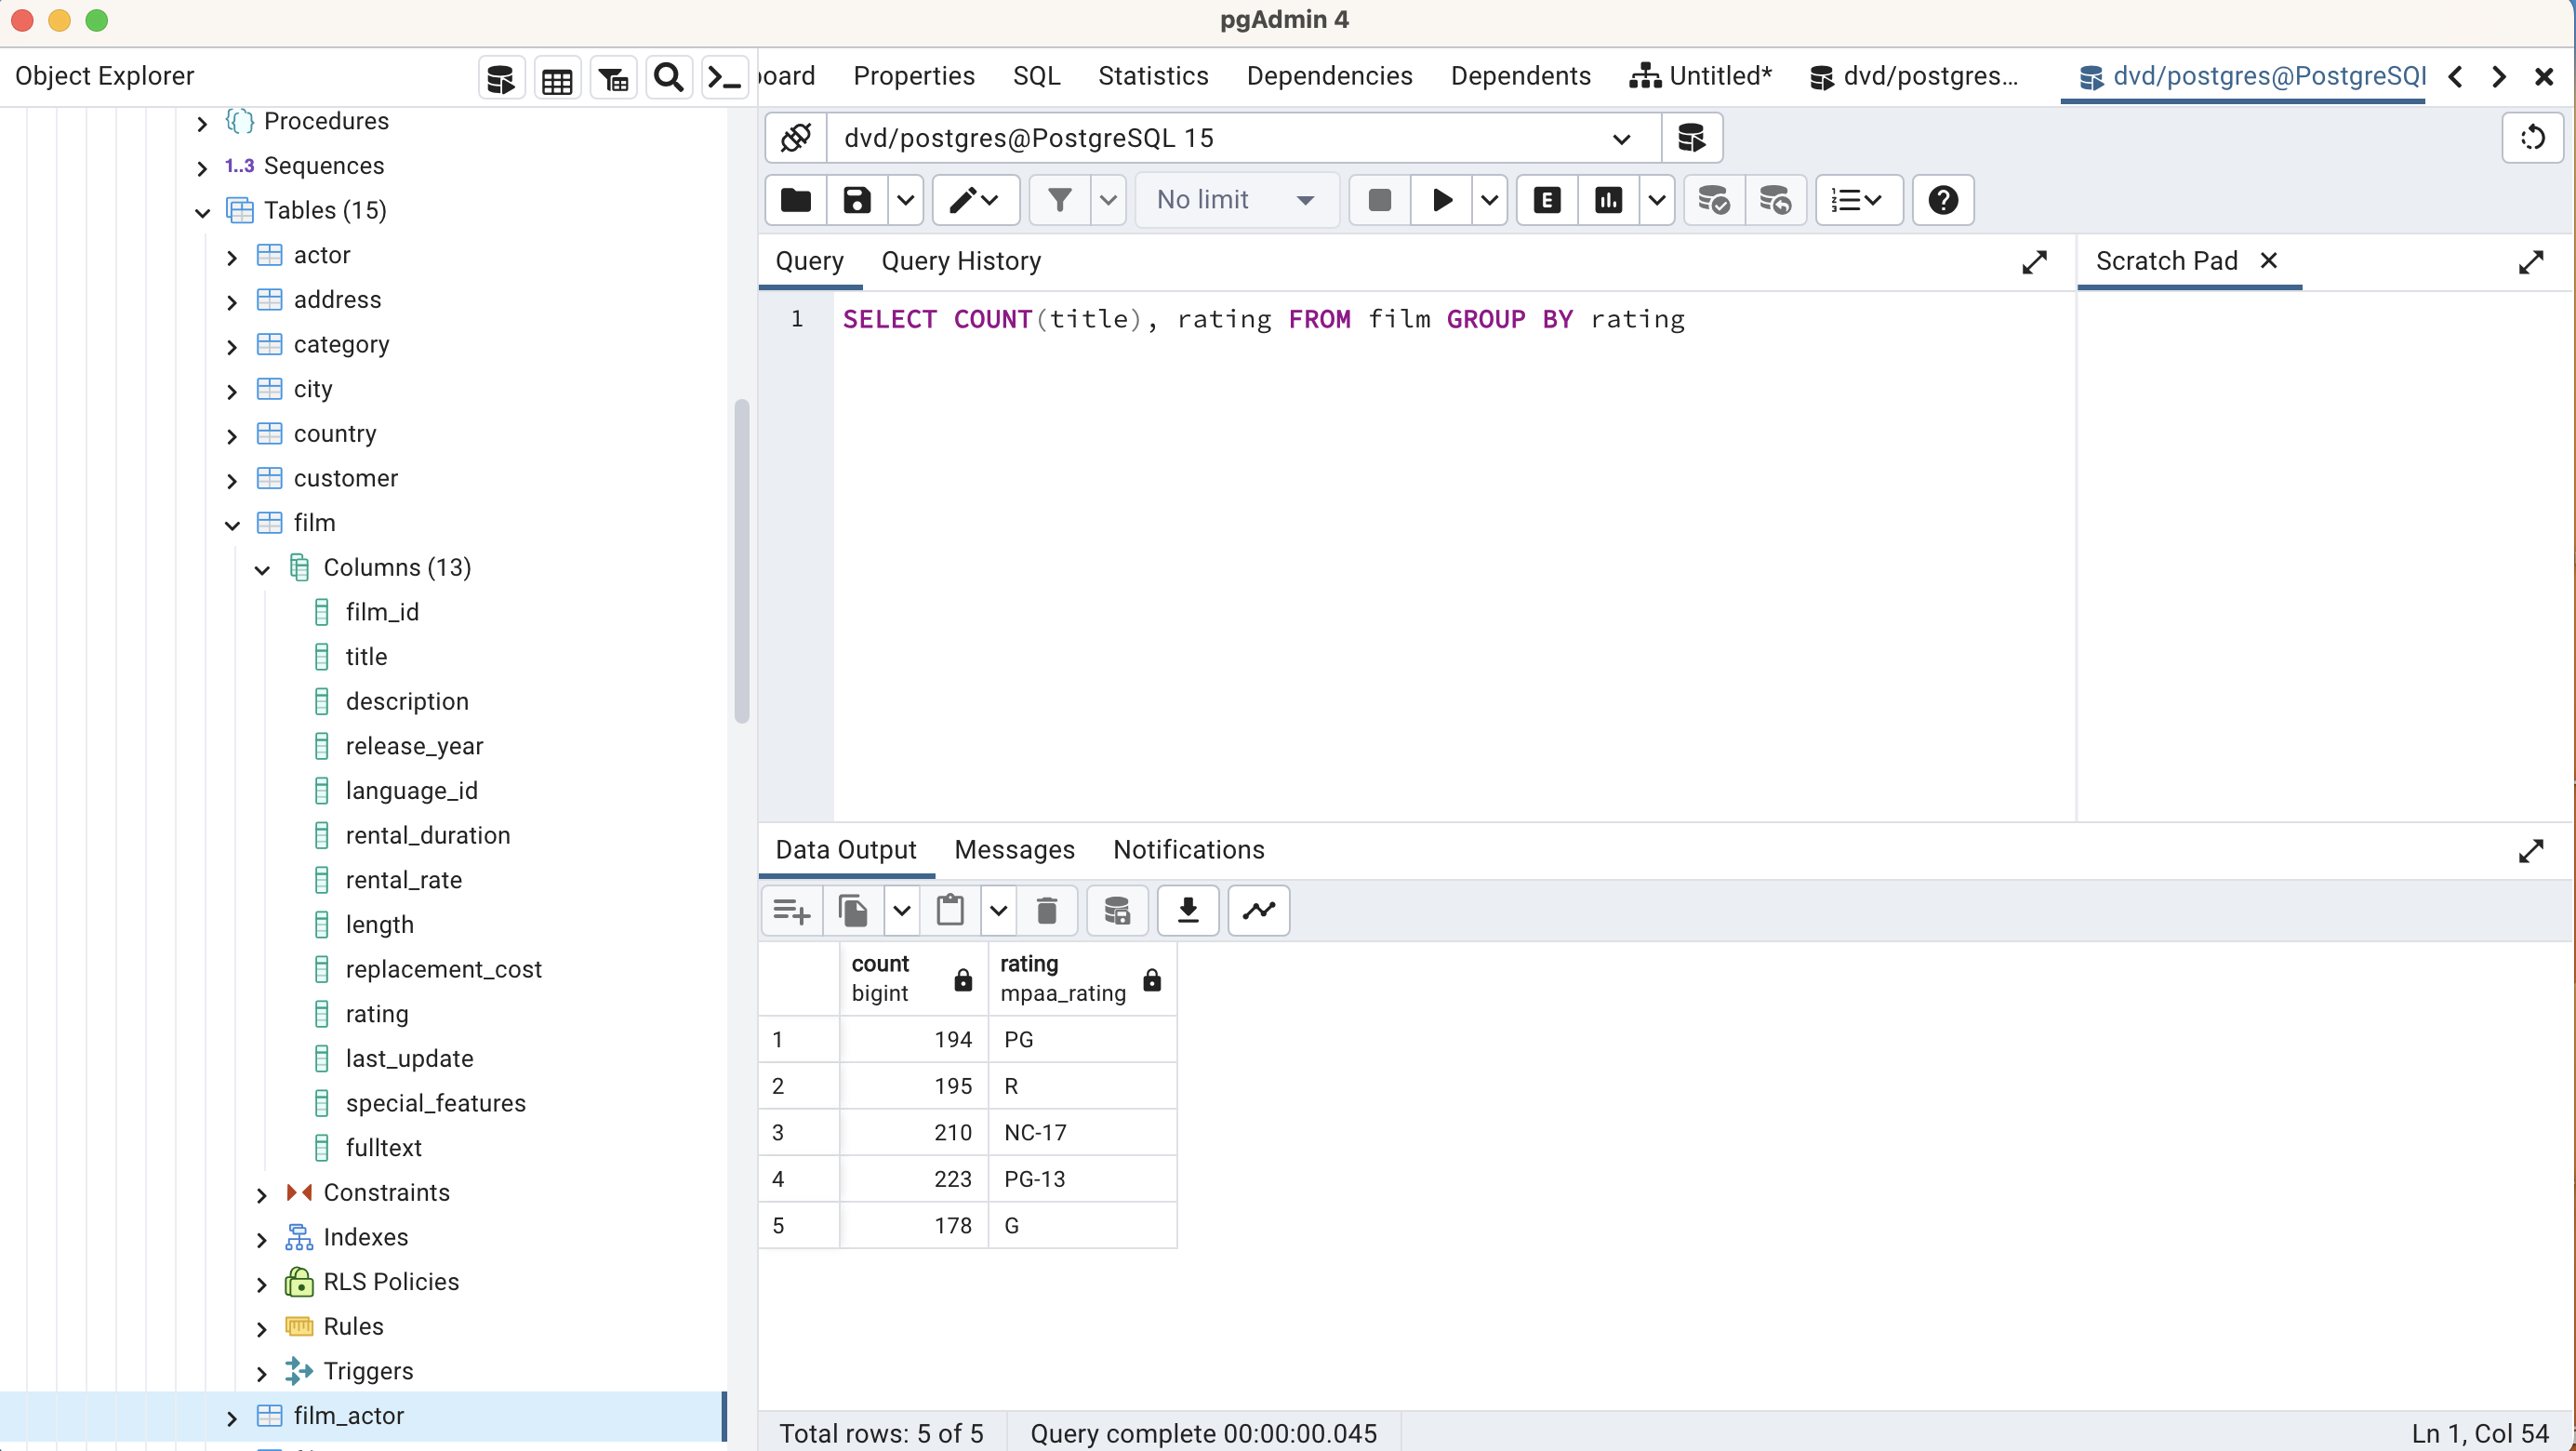 pgAdmin 4
Object Explorer
board Properties SQL Statistics Dependencies Dependents Untitled* dvd/postgres... dvd/postgres@PostgreSQL
Procedures
1..3 Sequences
Tables (15)
actor
address
category
city
country
customer
film
Columns (13)
film_id
title
description
release_year
language_id
rental_duration
rental_rate
length
replacement_cost
rating
last_update
special_features
fulltext
Constraints
Indexes
RLS Policies
Rules
Triggers
film_actor
dvd/postgres@PostgreSQL 15
No limit E
Query Query History
Scratch Pad
1 SELECT COUNT(title), rating FROM film GROUP BY rating
Data Output Messages Notifications
count rating
bigint mpaa_rating
1 194 PG
2 195 R
3 210 NC-17
4 223 PG-13
5 178 G
Total rows: 5 of 5 Query complete 00:00:00.045 Ln 1, Col 54